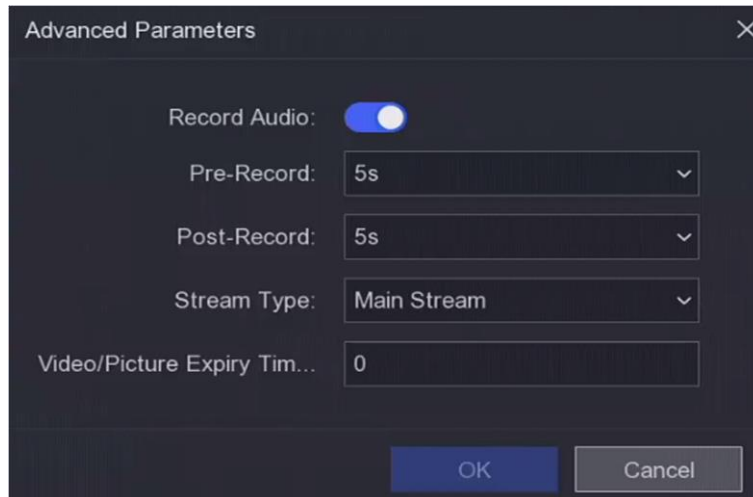 Advanced Parameters
Record Audio:
Pre-Record: 5s
Post-Record: 5s
Stream Type: Main Stream
Video/Picture Expiry Tim... 0
OK Cancel